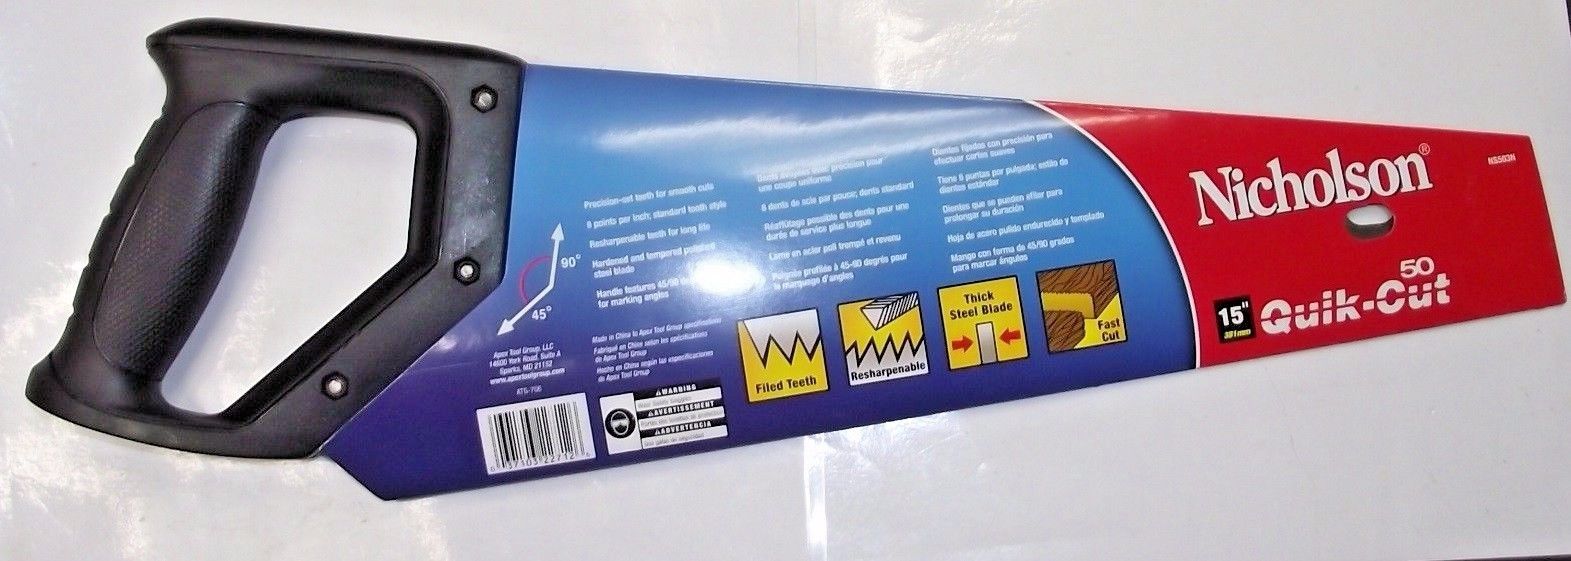 Precision-set teeth for smooth cuts
8 points per inch; standard tooth style
Resharpenable teeth for long life
Hardened and tempered polished
steel blade
Handle features 45/90
for marking angles
précision pour
une coupe uniforme
8 dents de scie par pouce; dents standard
Réaffûtage possible des dents pour une
durée de service plus longue
Lame en acier poli trempé et revenu
Poignée profilée à 45-90 degrés pour
le marquage d'angles
Dientes fijados con precisión para
efectuar cortes suaves
Tiene 8 puntas por pulgada; estilo de
dientes estándar
Dientes que se pueden afilar para
prolongar su duración
Hoja de acero pulido endurecido y templado
Mango con forma de 45/90 grados
para marcar ángulos
90°
45°
Apex Tool Group, LLC
14600 York Road, Suite A
Sparks, MD 21152
www.apextoolgroup.com
Made in China to Apex Tool Group specifications
Fabriqué en Chine selon les spécifications
de Apex Tool Group
Hecho en China según las especificaciones
de Apex Tool Group
WARNING
AVERTISSEMENT
ADVERTENCIA
Filed Teeth
Resharpenable
Thick
Steel Blade
Fast
Cut
Nicholson®
NS503N
50
Quik-Cut
15"
381mm